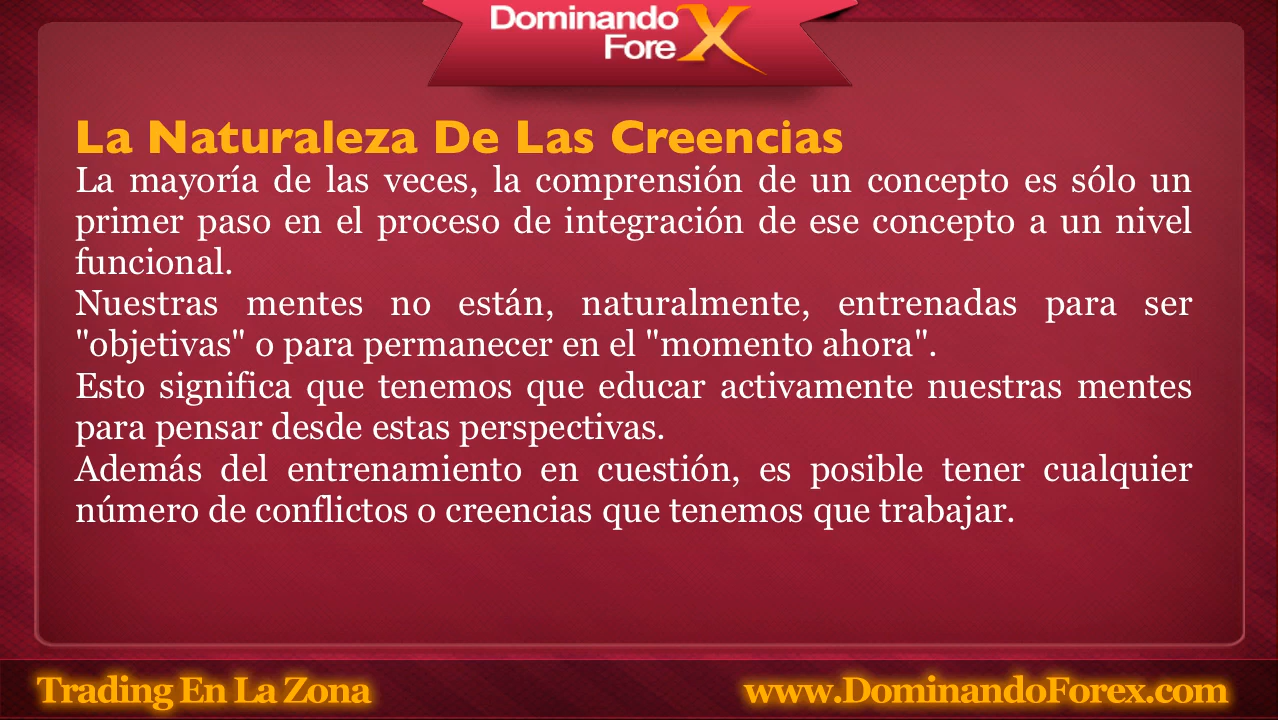 Dominando
ForeX
La Naturaleza De Las Creencias
La mayoría de las veces, la comprensión de un concepto es sólo un
primer paso en el proceso de integración de ese concepto a un nivel
funcional.
Nuestras mentes no están, naturalmente, entrenadas para ser
"objetivas" o para permanecer en el "momento ahora".
Esto significa que tenemos que educar activamente nuestras mentes
para pensar desde estas perspectivas.
Además del entrenamiento en cuestión, es posible tener cualquier
número de conflictos o creencias que tenemos que trabajar.
Trading En La Zona
www.DominandoForex.com